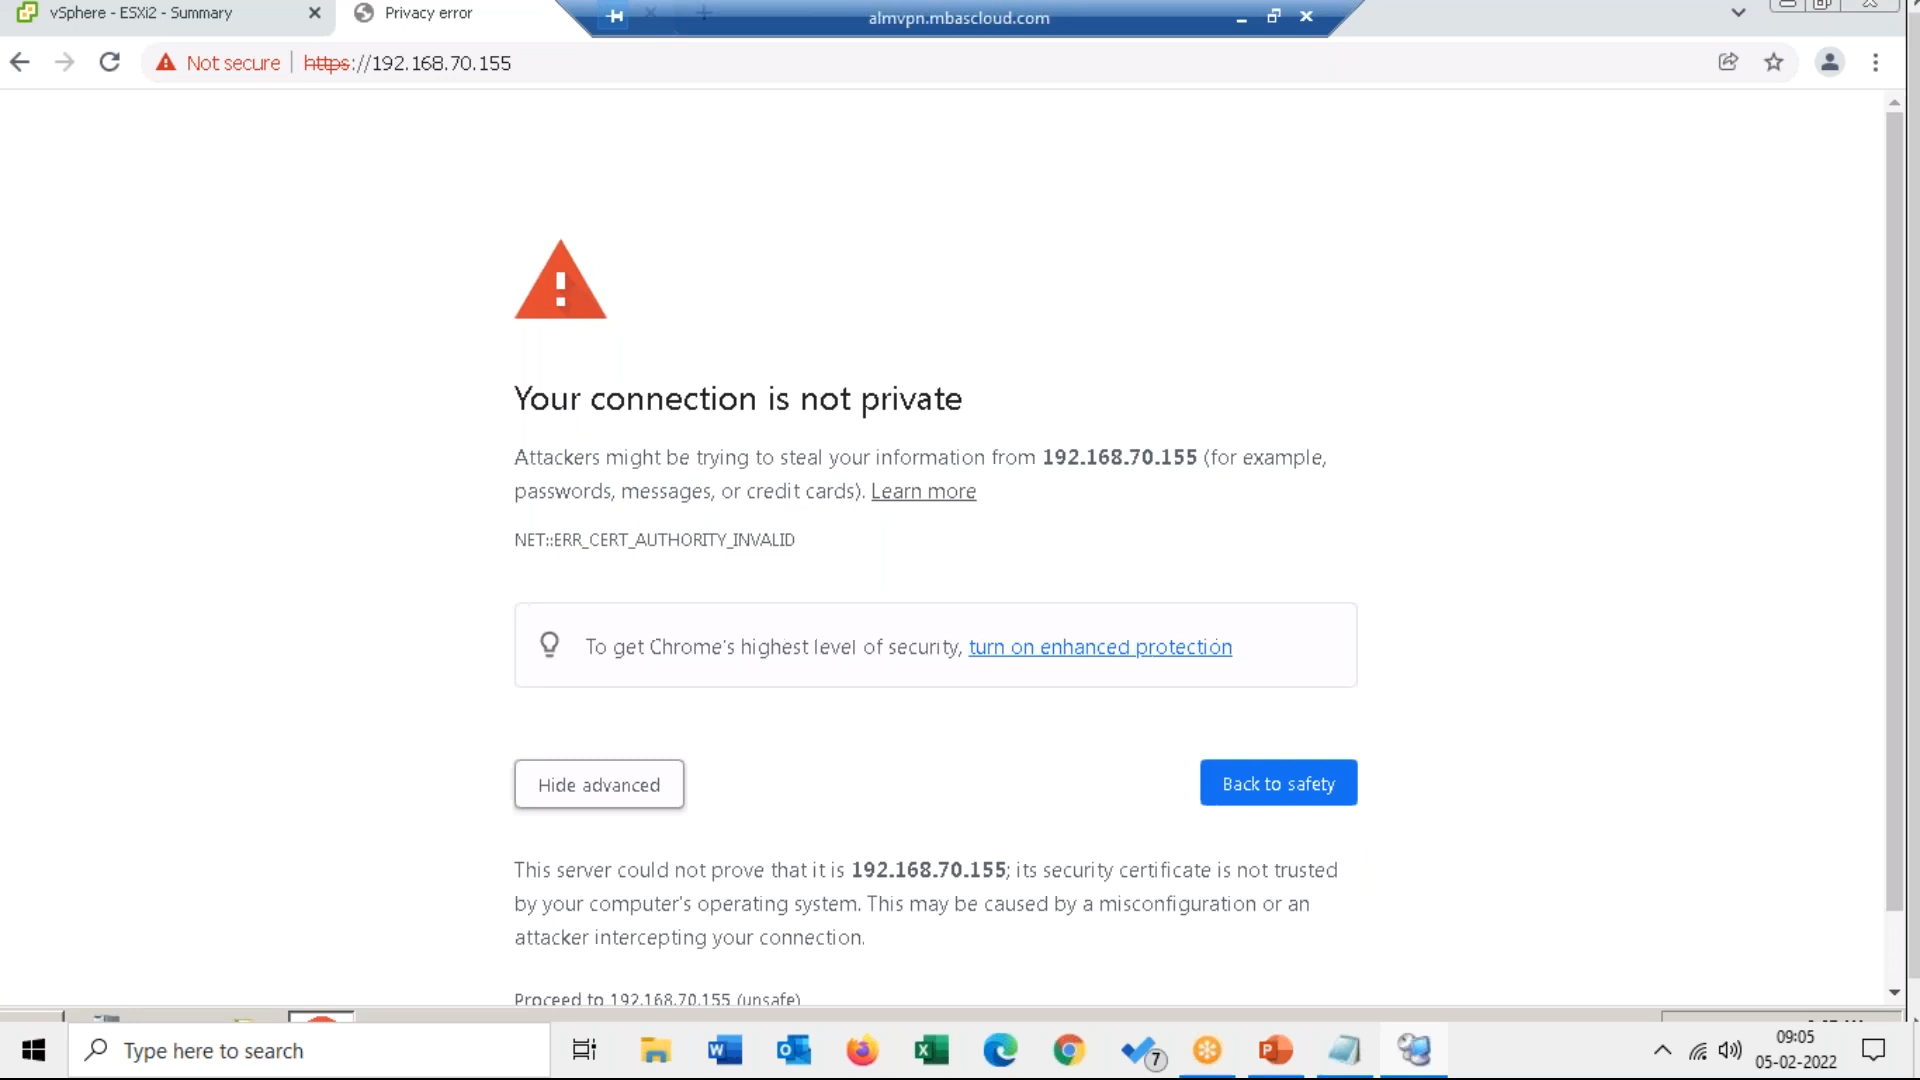 vSphere - ESXi2 - Summary
Privacy error
almvpn.mbascloud.com
Not secure
https://192.168.70.155
Your connection is not private
Attackers might be trying to steal your information from 192.168.70.155 (for example,
passwords, messages, or credit cards). Learn more
NET::ERR_CERT_AUTHORITY_INVALID
To get Chrome's highest level of security, turn on enhanced protection
Hide advanced
Back to safety
This server could not prove that it is 192.168.70.155; its security certificate is not trusted
by your computer's operating system. This may be caused by a misconfiguration or an
attacker intercepting your connection.
Proceed to 192.168.70.155 (unsafe)
Type here to search
7
09:05
05-02-2022